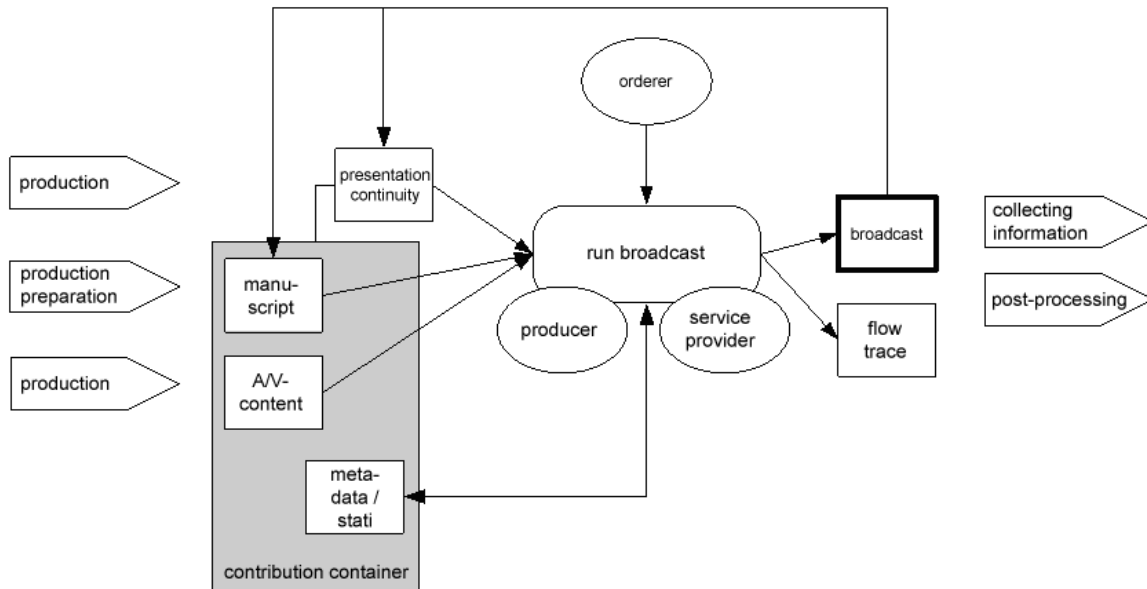 orderer
production
presentation
continuity
collecting
information
broadcast
run broadcast
production
preparation
manu-
script
post-processing
producer
service
provider
flow
trace
production
A/V-
content
meta-
data /
stati
contribution container